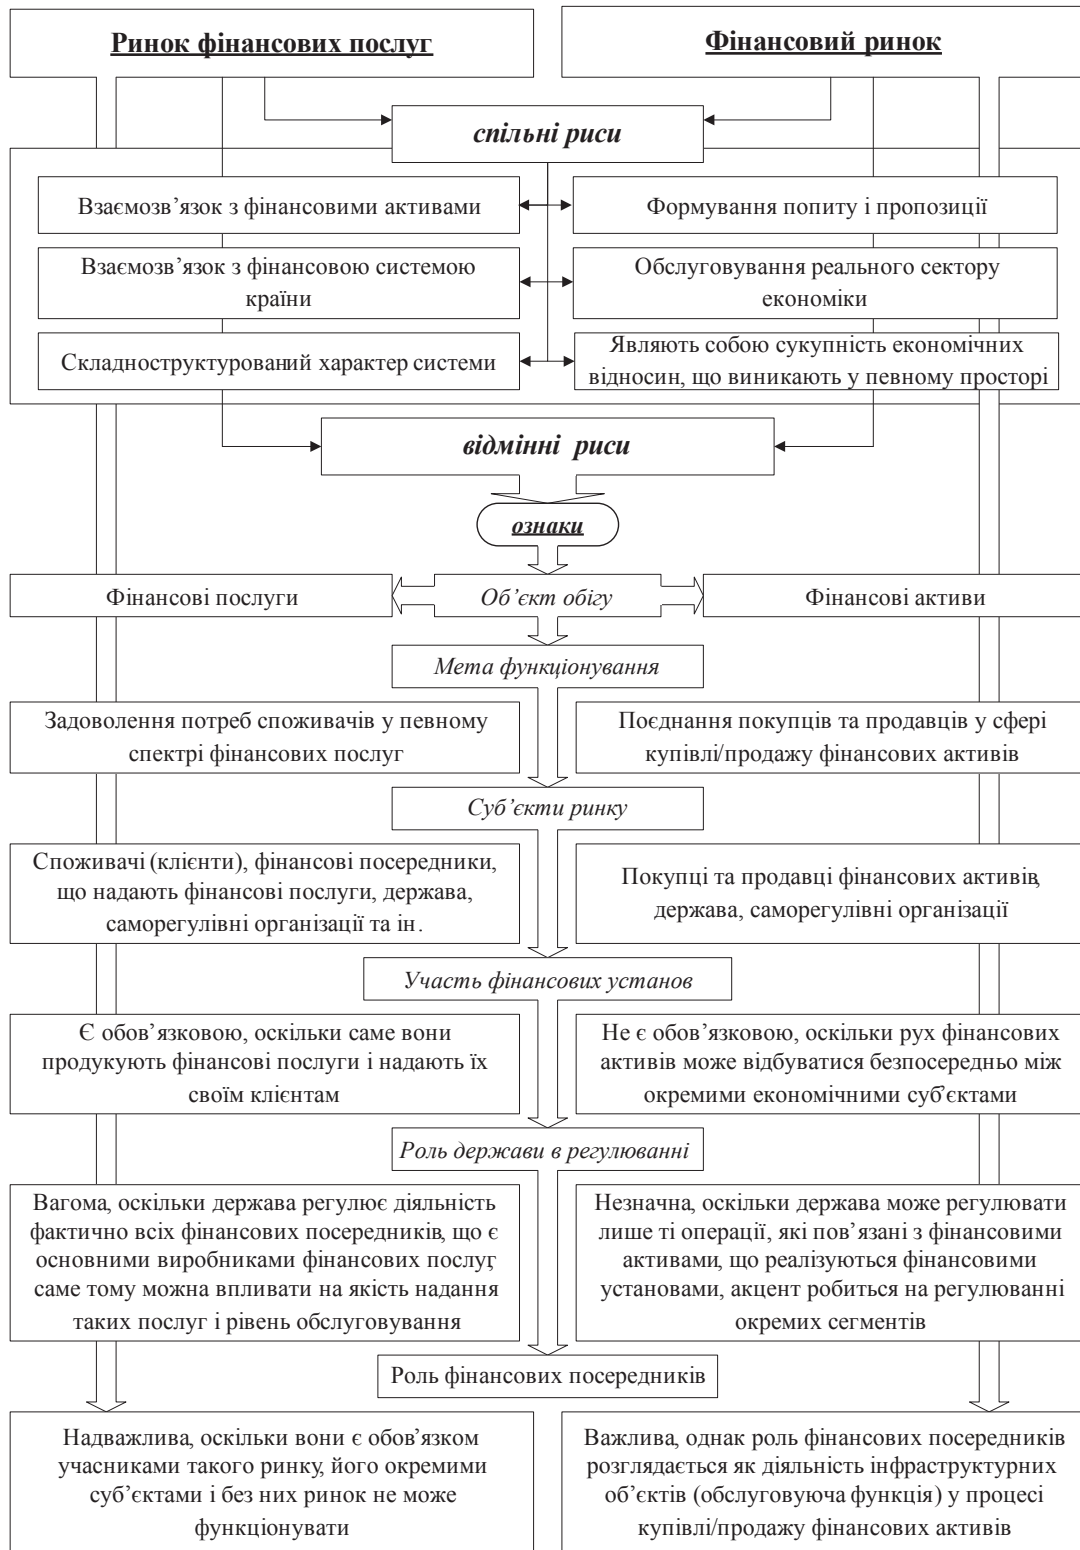 Ринок фінансових послуг
Фінансовий ринок
спільні риси
Взаємозв'язок з фінансовими активами
Формування попиту і пропозиції
Взаємозв'язок з фінансовою системою
країни
Обслуговування реального сектору
економіки
Складноструктурований характер системи
Являють собою сукупність економічних
відносин, що виникають у певному просторі
відмінні риси
ознаки
Фінансові послуги
Об’єкт обігу
Фінансові активи
Мета функціонування
Задоволення потреб споживачів у певному
спектрі фінансових послуг
Поєднання покупців та продавців у сфері
купівлі/продажу фінансових активів
Суб’єкти ринку
Споживачі (клієнти), фінансові посередники,
що надають фінансові послуги, держава,
саморегулівні організації та ін.
Покупці та продавці фінансових активів,
держава, саморегулівні організації
Участь фінансових установ
Є обов’язковою, оскільки саме вони
продукують фінансові послуги і надають їх
своїм клієнтам
Не є обов’язковою, оскільки рух фінансових
активів може відбуватися безпосередньо між
окремими економічними суб’єктами
Роль держави в регулюванні
Вагома, оскільки держава регулює діяльність
фактично всіх фінансових посередників, що є
основними виробниками фінансових послуг,
саме тому можна впливати на якість надання
таких послуг і рівень обслуговування
Незначна, оскільки держава може регулювати
лише ті операції, які пов’язані з фінансовими
активами, що реалізуються фінансовими
установами, акцент робиться на регулюванні
окремих сегментів
Роль фінансових посередників
Надважлива, оскільки вони є обов’язком
учасниками такого ринку, його окремими
суб’єктами і без них ринок не може
функціонувати
Важлива, однак роль фінансових посередників
розглядається як діяльність інфраструктурних
об’єктів (обслуговуюча функція) у процесі
купівлі/продажу фінансових активів